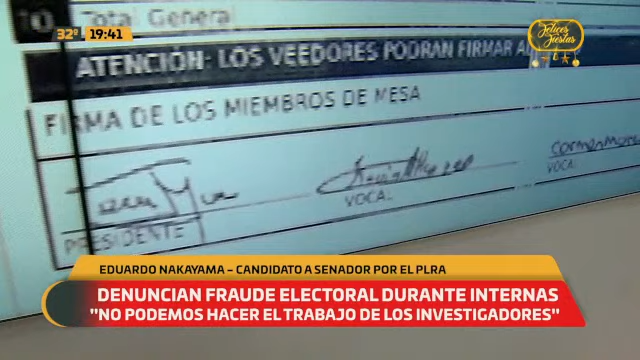 10 Total General
32º 19:41
Felices Fiestas
ATENCIÓN: LOS VEEDORES PODRAN FIRMAR
FIRMA DE LOS MIEMBROS DE MESA
PRESIDENTE
VOCAL
VOCAL
EDUARDO NAKAYAMA – CANDIDATO A SENADOR POR EL PLRA
DENUNCIAN FRAUDE ELECTORAL DURANTE INTERNAS
"NO PODEMOS HACER EL TRABAJO DE LOS INVESTIGADORES"